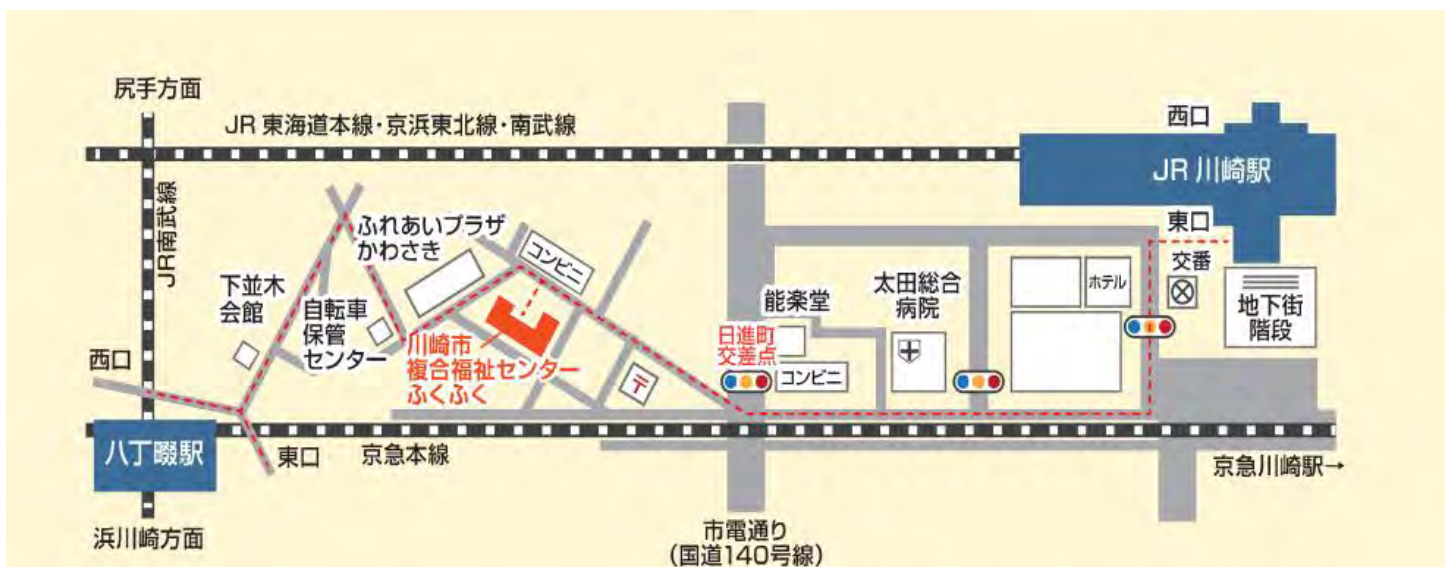 尻手方面
JR東海道本線・京浜東北線・南武線
西口
JR川崎駅
JR南武線
東口
ふれあいプラザ
かわさき
コンビニ
交番
下並木
会館
自転車
保管
センター
能楽堂
太田総合
病院
ホテル
地下街
階段
川崎市
複合福祉センター
ふくふく
日進町
交差点
コンビニ
〒
西口
八丁畷駅
東口
京急本線
京急川崎駅→
浜川崎方面
市電通り
(国道140号線)